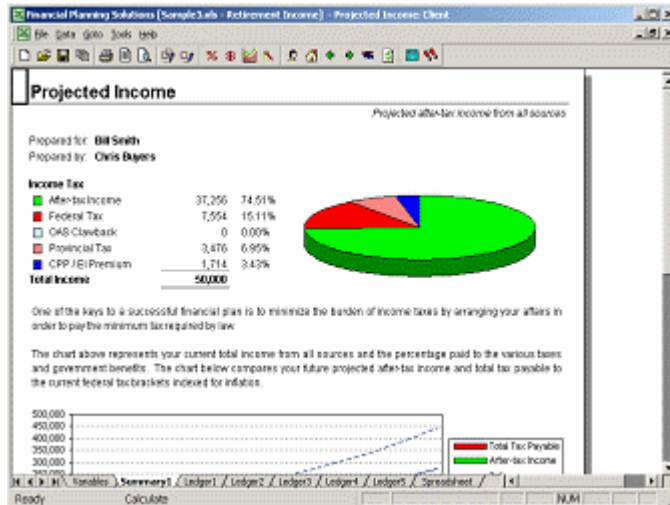 Financial Planning Solutions [Sample3.xls - Retirement Income] - Projected Income: Client
File Data Goto Tools Help
Projected Income
Projected after-tax income from all sources
Prepared for: Bill Smith
Prepared by: Chris Buyers
Income Tax
After-tax Income 37,256 74.51%
Federal Tax 7,554 15.11%
OAS Clawback 0 0.00%
Provincial Tax 3,476 6.95%
CPP / EI Premium 1,714 3.43%
Total Income 50,000
One of the keys to a successful financial plan is to minimize the burden of income taxes by arranging your affairs in
order to pay the minimum tax required by law.
The chart above represents your current total income from all sources and the percentage paid to the various taxes
and government benefits. The chart below compares your future projected after-tax income and total tax payable to
the current federal tax brackets indexed for inflation.
500,000
450,000
400,000
350,000
300,000
Total Tax Payable
After-tax Income
Variables Summary1 Ledger1 Ledger2 Ledger3 Ledger4 Ledger5 Spreadsheet
Ready Calculate NUM